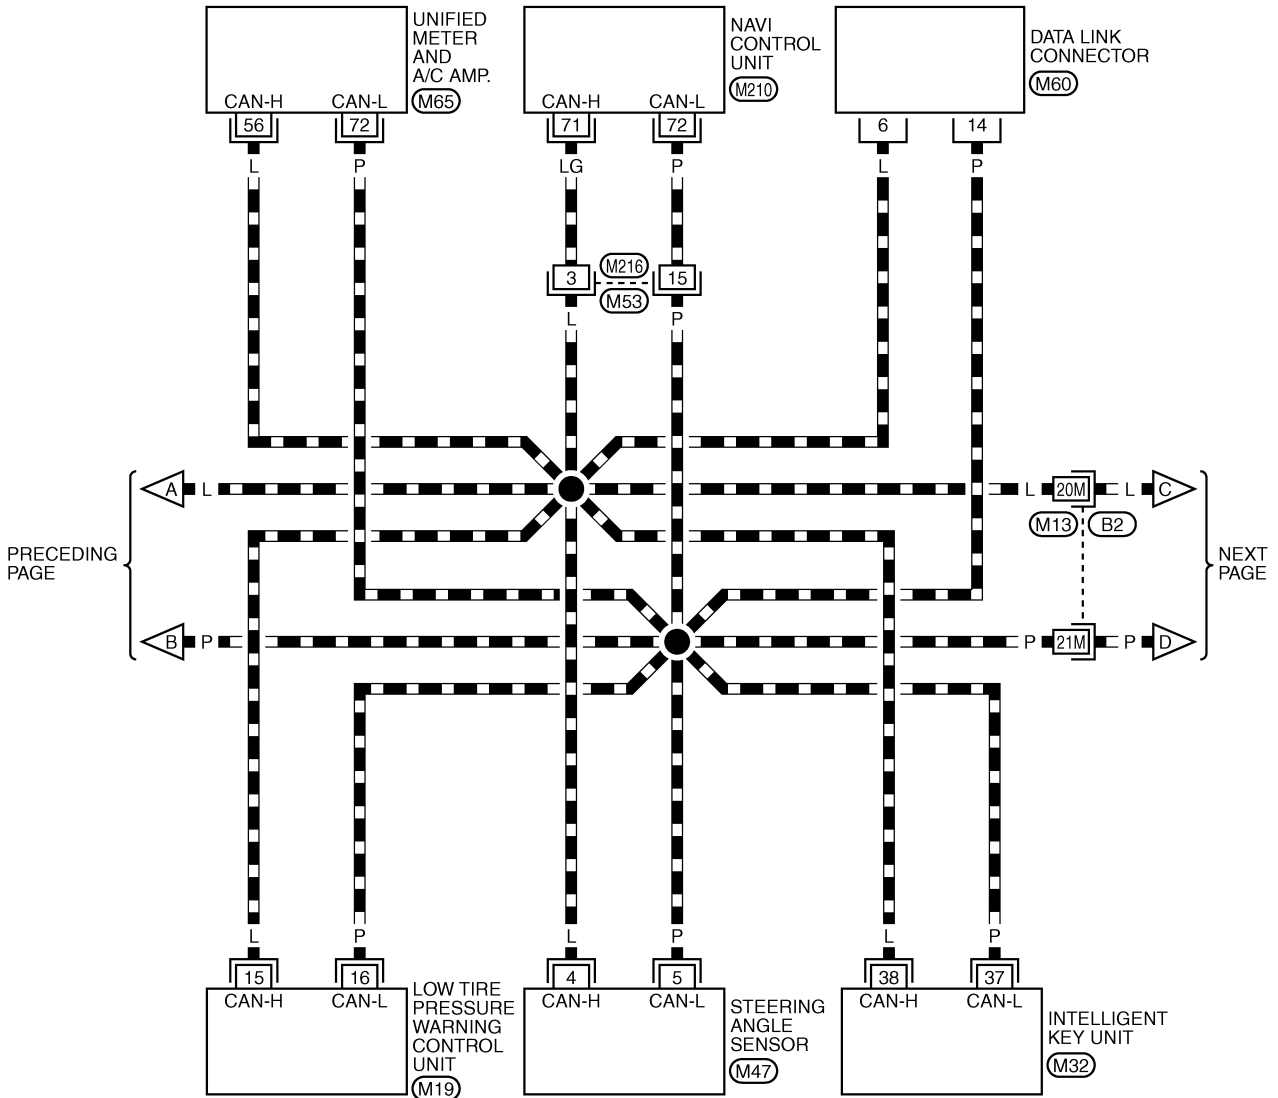 UNIFIED
METER
AND
A/C AMP.
M65
CAN-H CAN-L
56 72
L P
NAVI
CONTROL
UNIT
M210
CAN-H CAN-L
71 72
LG P
DATA LINK
CONNECTOR
M60
6 14
L P
3 M216 15
M53
L P
A L
L 20M L C
M13 B2
PRECEDING
PAGE
NEXT
PAGE
B P
P 21M P D
L P
15 16
CAN-H CAN-L
LOW TIRE
PRESSURE
WARNING
CONTROL
UNIT
M19
L P
4 5
CAN-H CAN-L
STEERING
ANGLE
SENSOR
M47
L P
38 37
CAN-H CAN-L
INTELLIGENT
KEY UNIT
M32